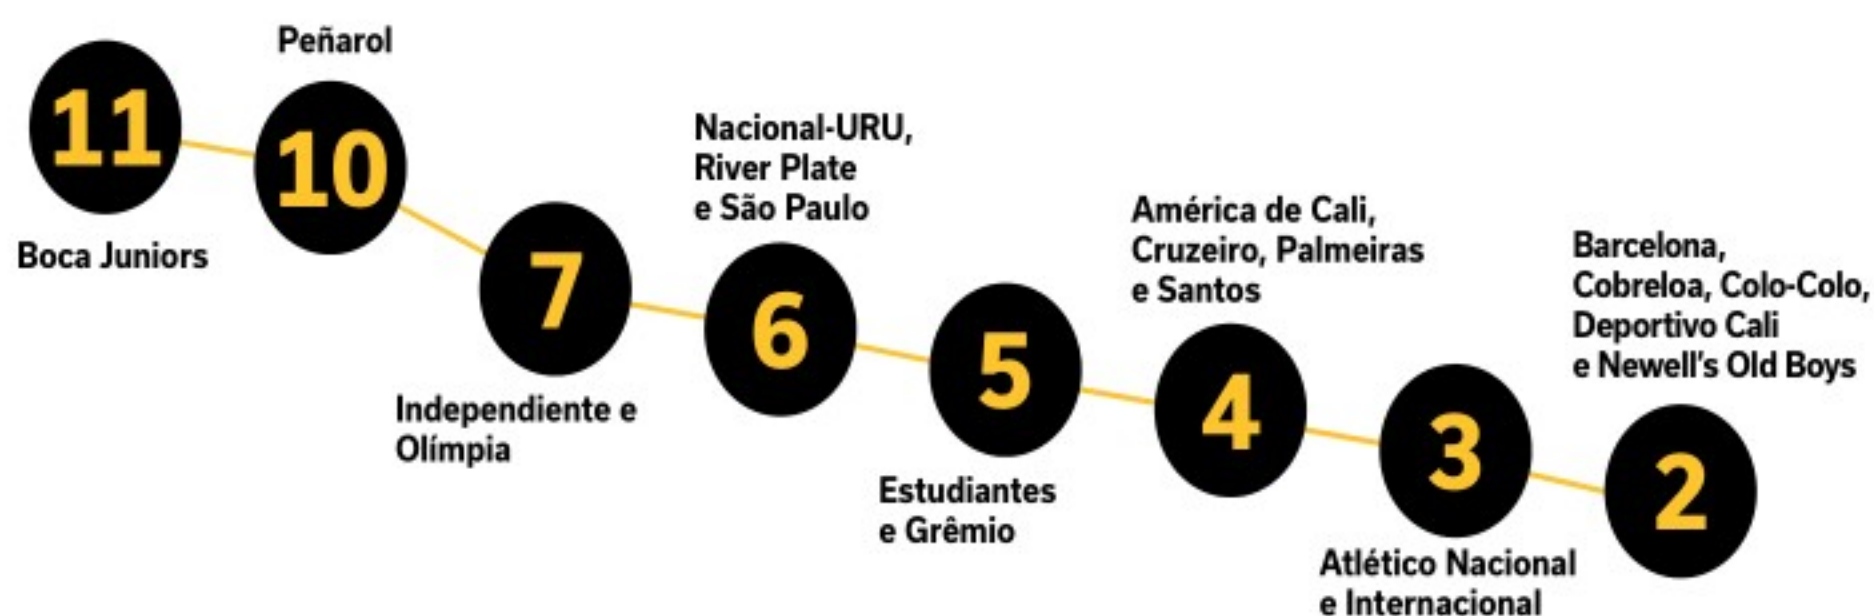 11
Boca Juniors
Peñarol
10
7
Independiente e
Olímpia
Nacional-URU,
River Plate
e São Paulo
6
5
Estudiantes
e Grêmio
América de Cali,
Cruzeiro, Palmeiras
e Santos
4
3
Atlético Nacional
e Internacional
Barcelona,
Cobreloa, Colo-Colo,
Deportivo Cali
e Newell's Old Boys
2